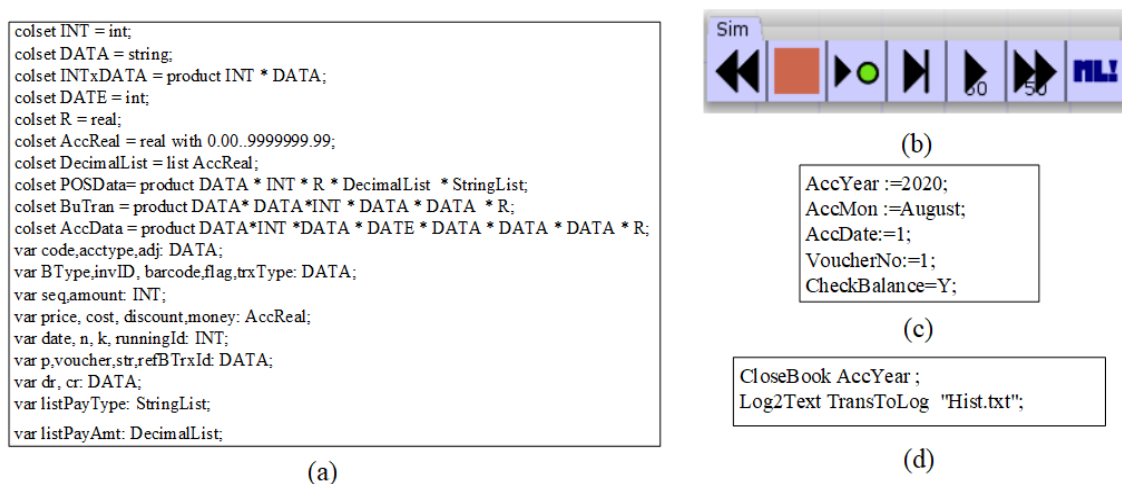 colset INT = int;
colset DATA = string;
colset INTxDATA = product INT * DATA;
colset DATE = int;
colset R = real;
colset AccReal = real with 0.00..9999999.99;
colset DecimalList = list AccReal;
colset POSData= product DATA * INT * R * DecimalList * StringList;
colset BuTran = product DATA* DATA*INT * DATA * DATA * R;
colset AccData = product DATA*INT *DATA * DATE * DATA * DATA * DATA * R;
var code,acctype,adj: DATA;
var BType,invID, barcode,flag,trxType: DATA;
var seq,amount: INT;
var price, cost, discount,money: AccReal;
var date, n, k, runningId: INT;
var p,voucher,str,refBTrxId: DATA;
var dr, cr: DATA;
var listPayType: StringList;
var listPayAmt: DecimalList;
(a)
Sim
50
ML!
(b)
AccYear :=2020;
AccMon :=August;
AccDate:=1;
VoucherNo:=1;
CheckBalance=Y;
(c)
CloseBook AccYear ;
Log2Text TransToLog "Hist.txt";
(d)